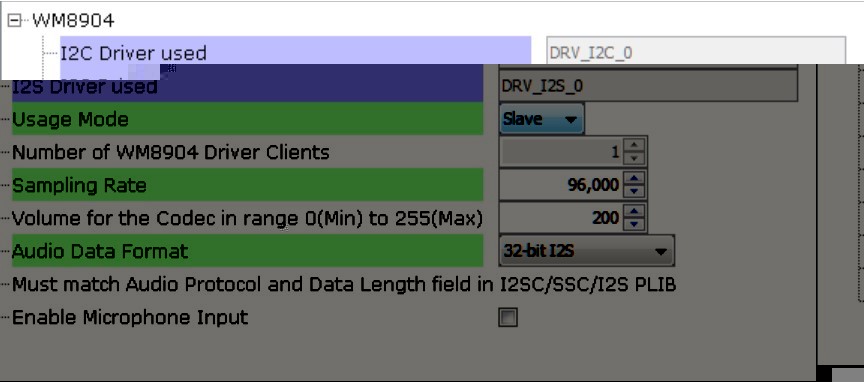 WM8904
I2C Driver used DRV_I2C_0
I2S Driver used DRV_I2S_0
Usage Mode Slave
Number of WM8904 Driver Clients 1
Sampling Rate 96,000
Volume for the Codec in range 0(Min) to 255(Max) 200
Audio Data Format 32-bit I2S
Must match Audio Protocol and Data Length field in I2SC/SSC/I2S PLIB
Enable Microphone Input